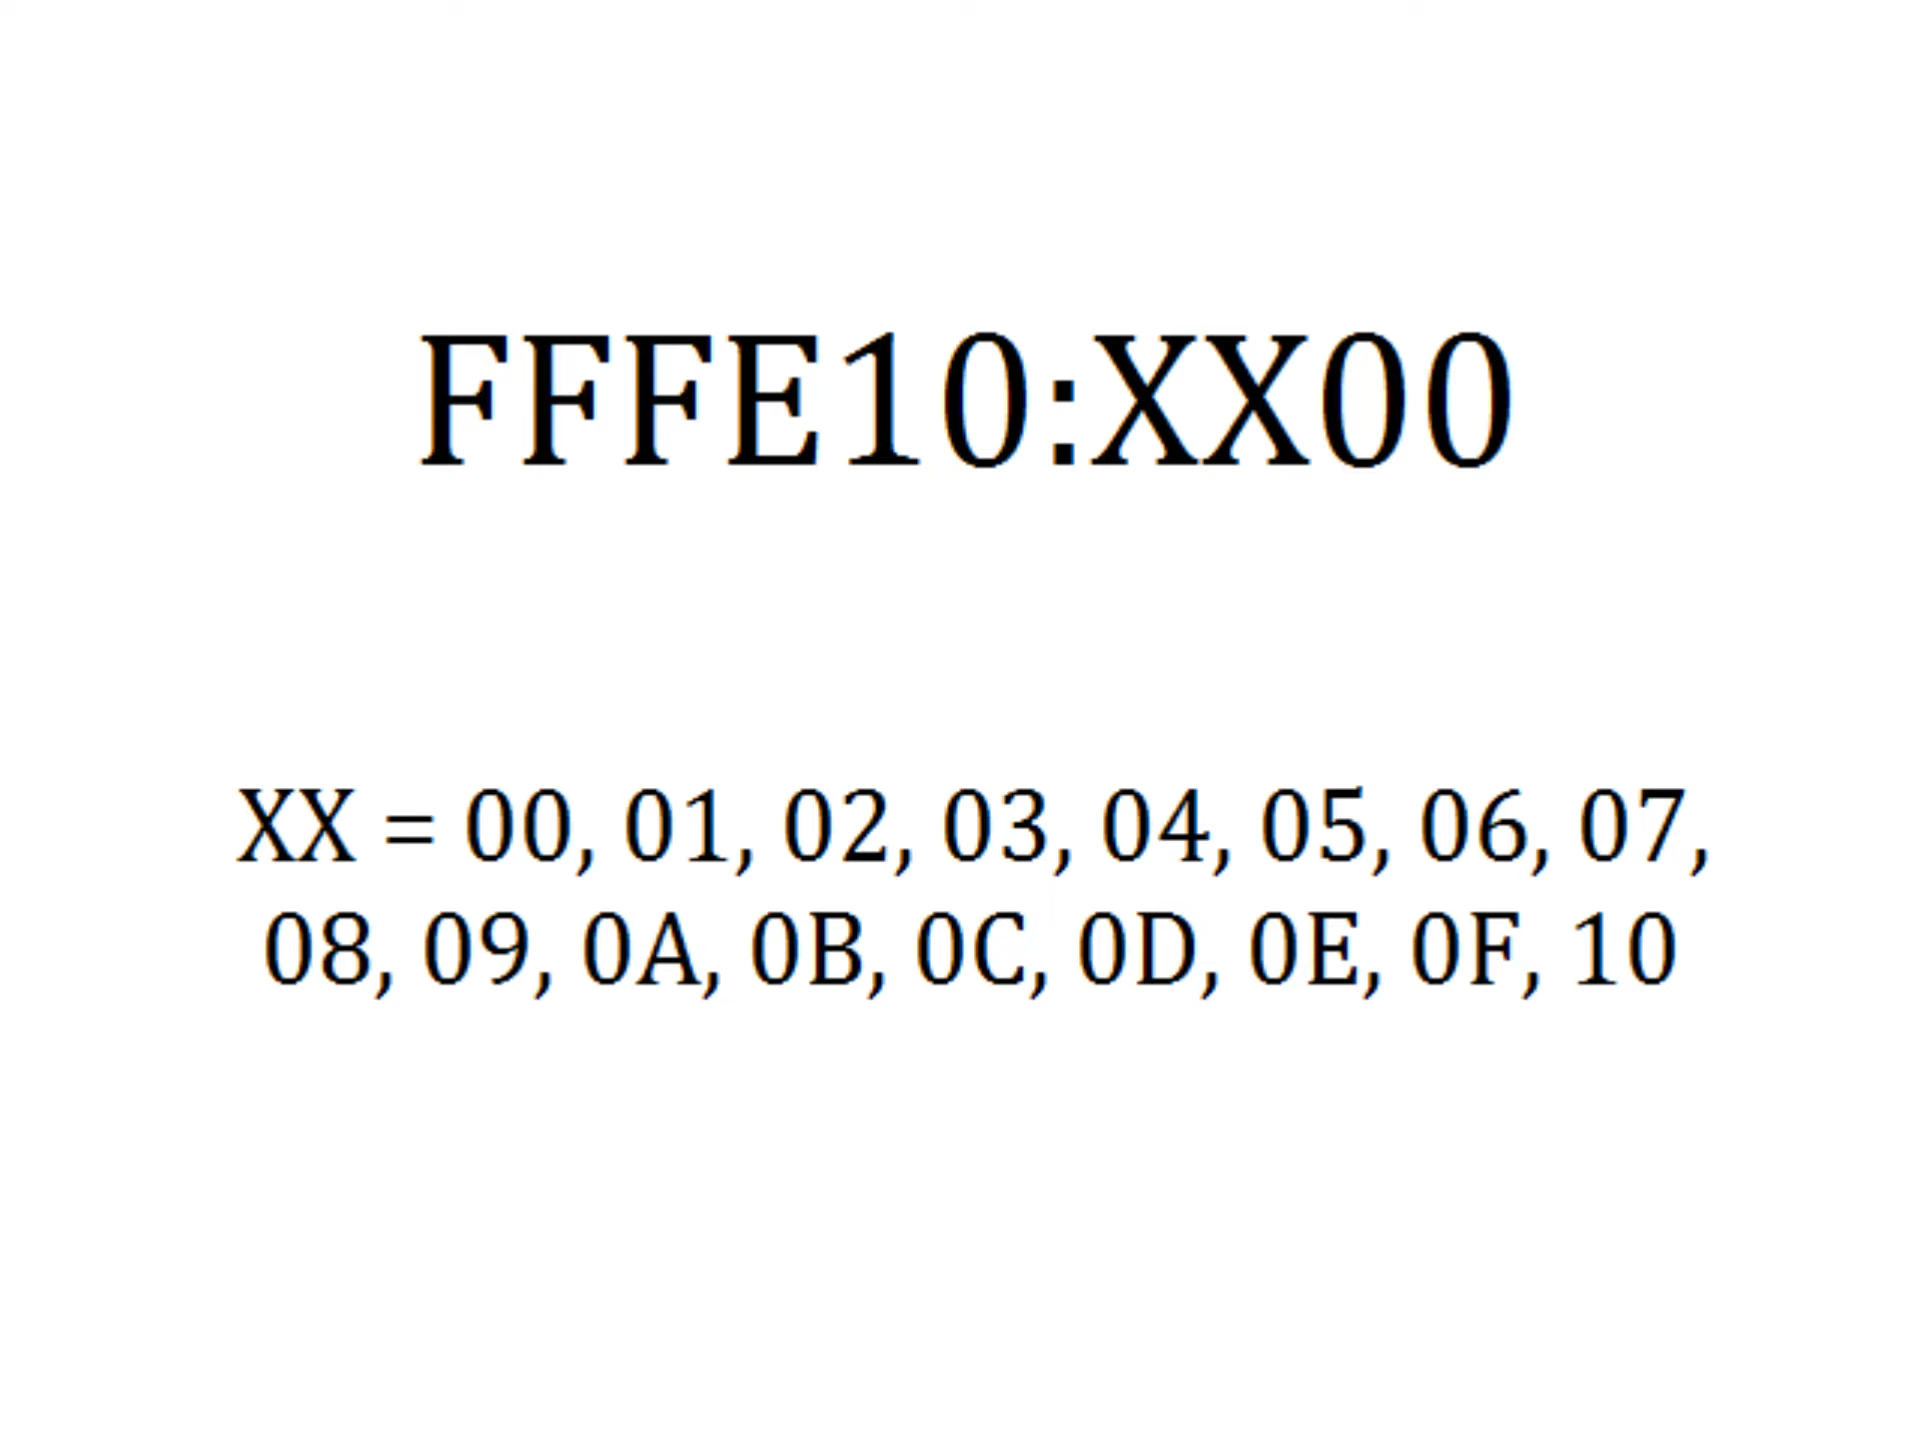 FFFE10:XX00
XX = 00, 01, 02, 03, 04, 05, 06, 07,
08, 09, 0A, 0B, 0C, 0D, 0E, 0F, 10